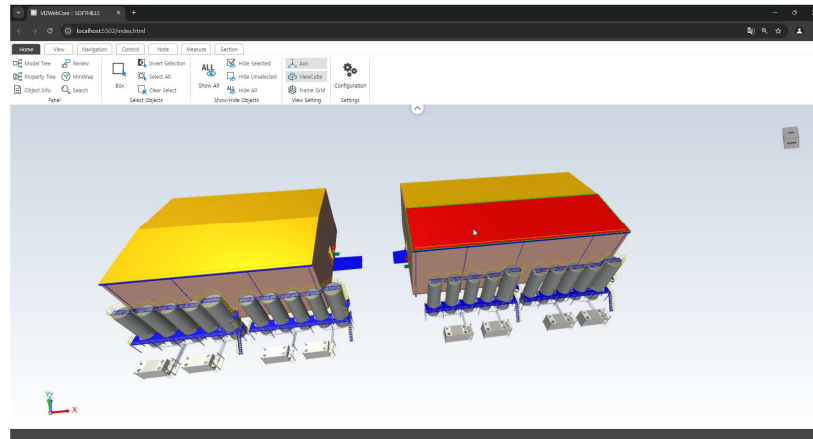 VIZWebCore :: SOFTHILLS
localhost:5502/index.html
Home View Navigation Control Note Measure Section
Model Tree Review Invert Selection Hide Selected Axis
Property Tree MiniMap Select All Hide Unselected ViewCube
Object Info Search Box Clear Select Show All Hide All Frame Grid Configuration
Panel Select Objects Show/Hide Objects View Setting Settings
ALL
ALL
FRONT
Z
X